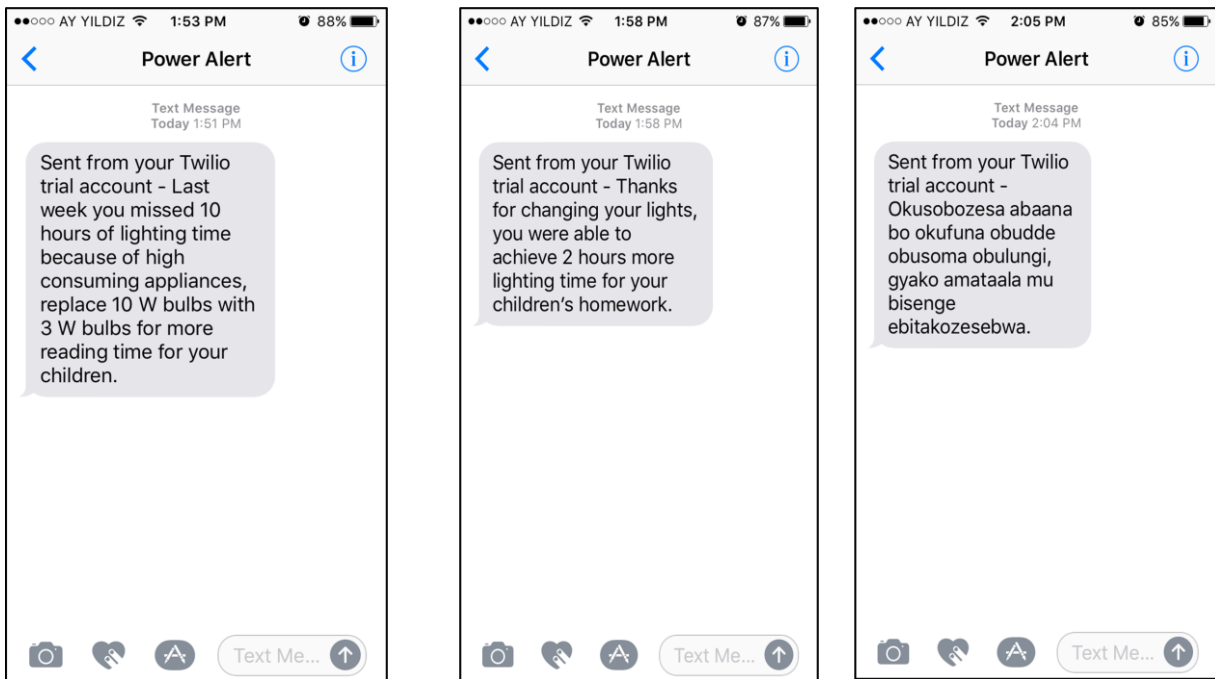 AY YILDIZ 1:53 PM 88%
Power Alert
Text Message
Today 1:51 PM
Sent from your Twilio
trial account - Last
week you missed 10
hours of lighting time
because of high
consuming appliances,
replace 10 W bulbs with
3 W bulbs for more
reading time for your
children.
Text Me...
AY YILDIZ 1:58 PM 87%
Power Alert
Text Message
Today 1:58 PM
Sent from your Twilio
trial account - Thanks
for changing your lights,
you were able to
achieve 2 hours more
lighting time for your
children’s homework.
Text Me...
AY YILDIZ 2:05 PM 85%
Power Alert
Text Message
Today 2:04 PM
Sent from your Twilio
trial account -
Okusobozesa abaana
bo okufuna obudde
obusoma obulungi,
gyako amataala mu
bisenge
ebitakozesebwa.
Text Me...